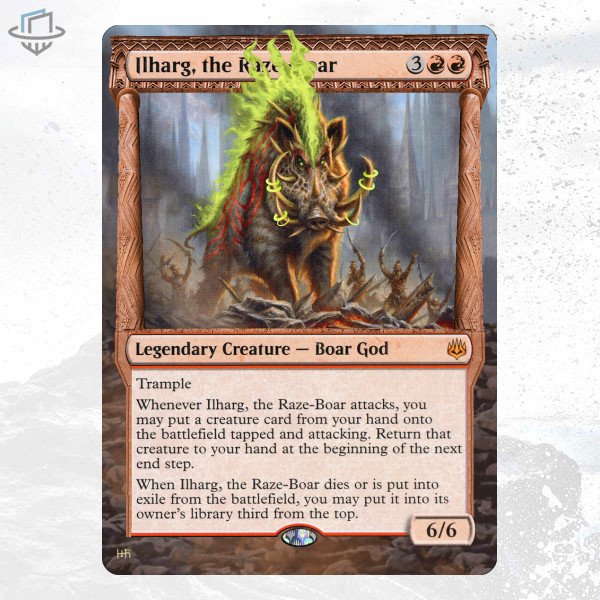 Ilharg, the Raze-Boar 3
Legendary Creature — Boar God
Trample
Whenever Ilharg, the Raze-Boar attacks, you
may put a creature card from your hand onto
the battlefield tapped and attacking. Return that
creature to your hand at the beginning of the next
end step.
When Ilharg, the Raze-Boar dies or is put into
exile from the battlefield, you may put it into its
owner's library third from the top.
6/6